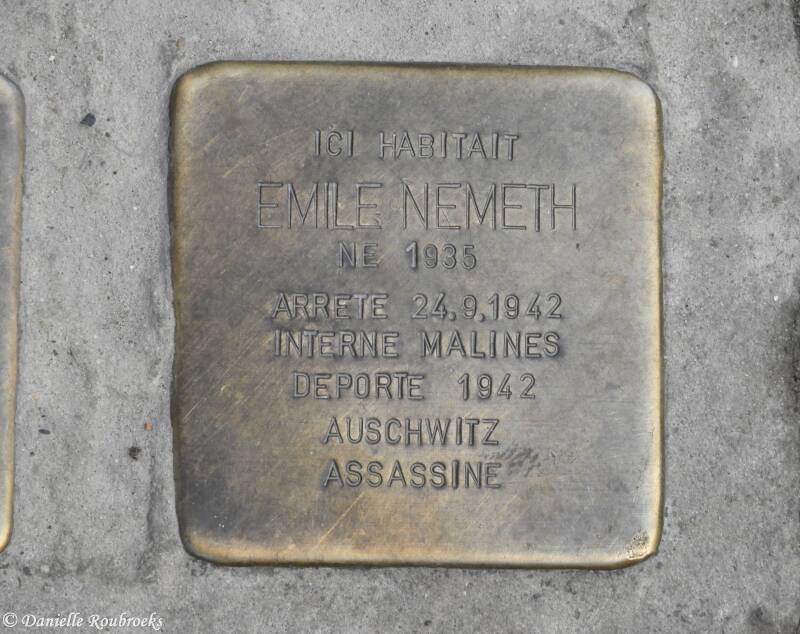 ICI HABITAIT
EMILE NEMETH
NE 1935
ARRETE 24.9.1942
INTERNE MALINES
DEPORTE 1942
AUSCHWITZ
ASSASSINE
© Danielle Roubroeks